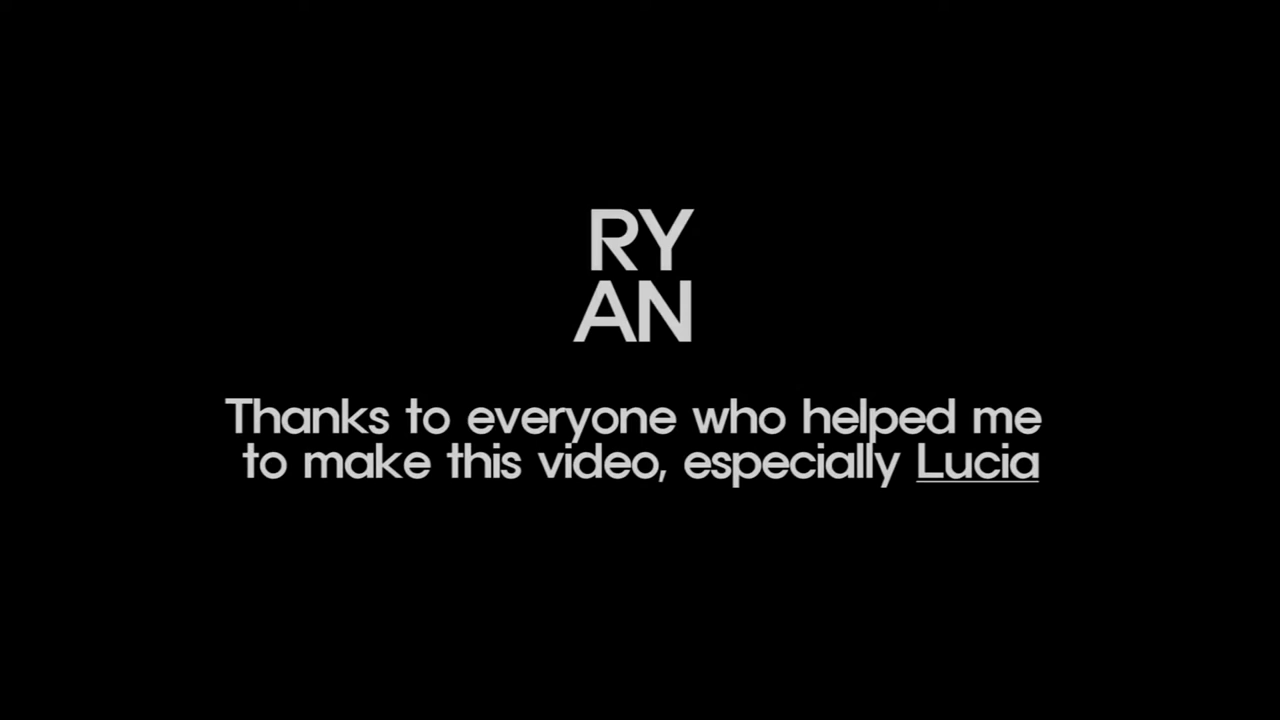 RY
AN
Thanks to everyone who helped me
to make this video, especially Lucia